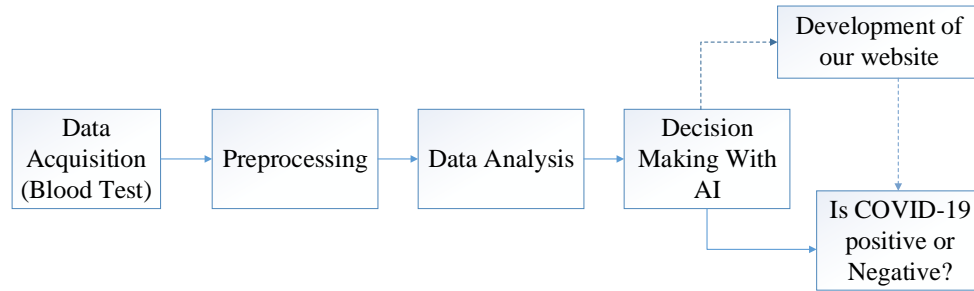 Data
Acquisition
(Blood Test)
Preprocessing
Data Analysis
Decision
Making With
AI
Development of
our website
Is COVID-19
positive or
Negative?